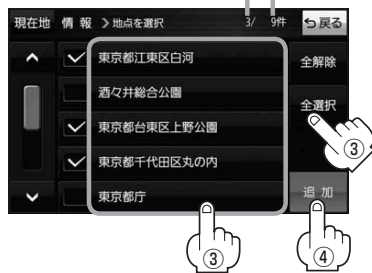 現在地 情報 > 地点を選択 3/ 9件 戻る
東京都江東区白河 全解除
酒々井総合公園
全選択
東京都台東区上野公園
③
東京都千代田区丸の内
東京都庁 追加
③ ④